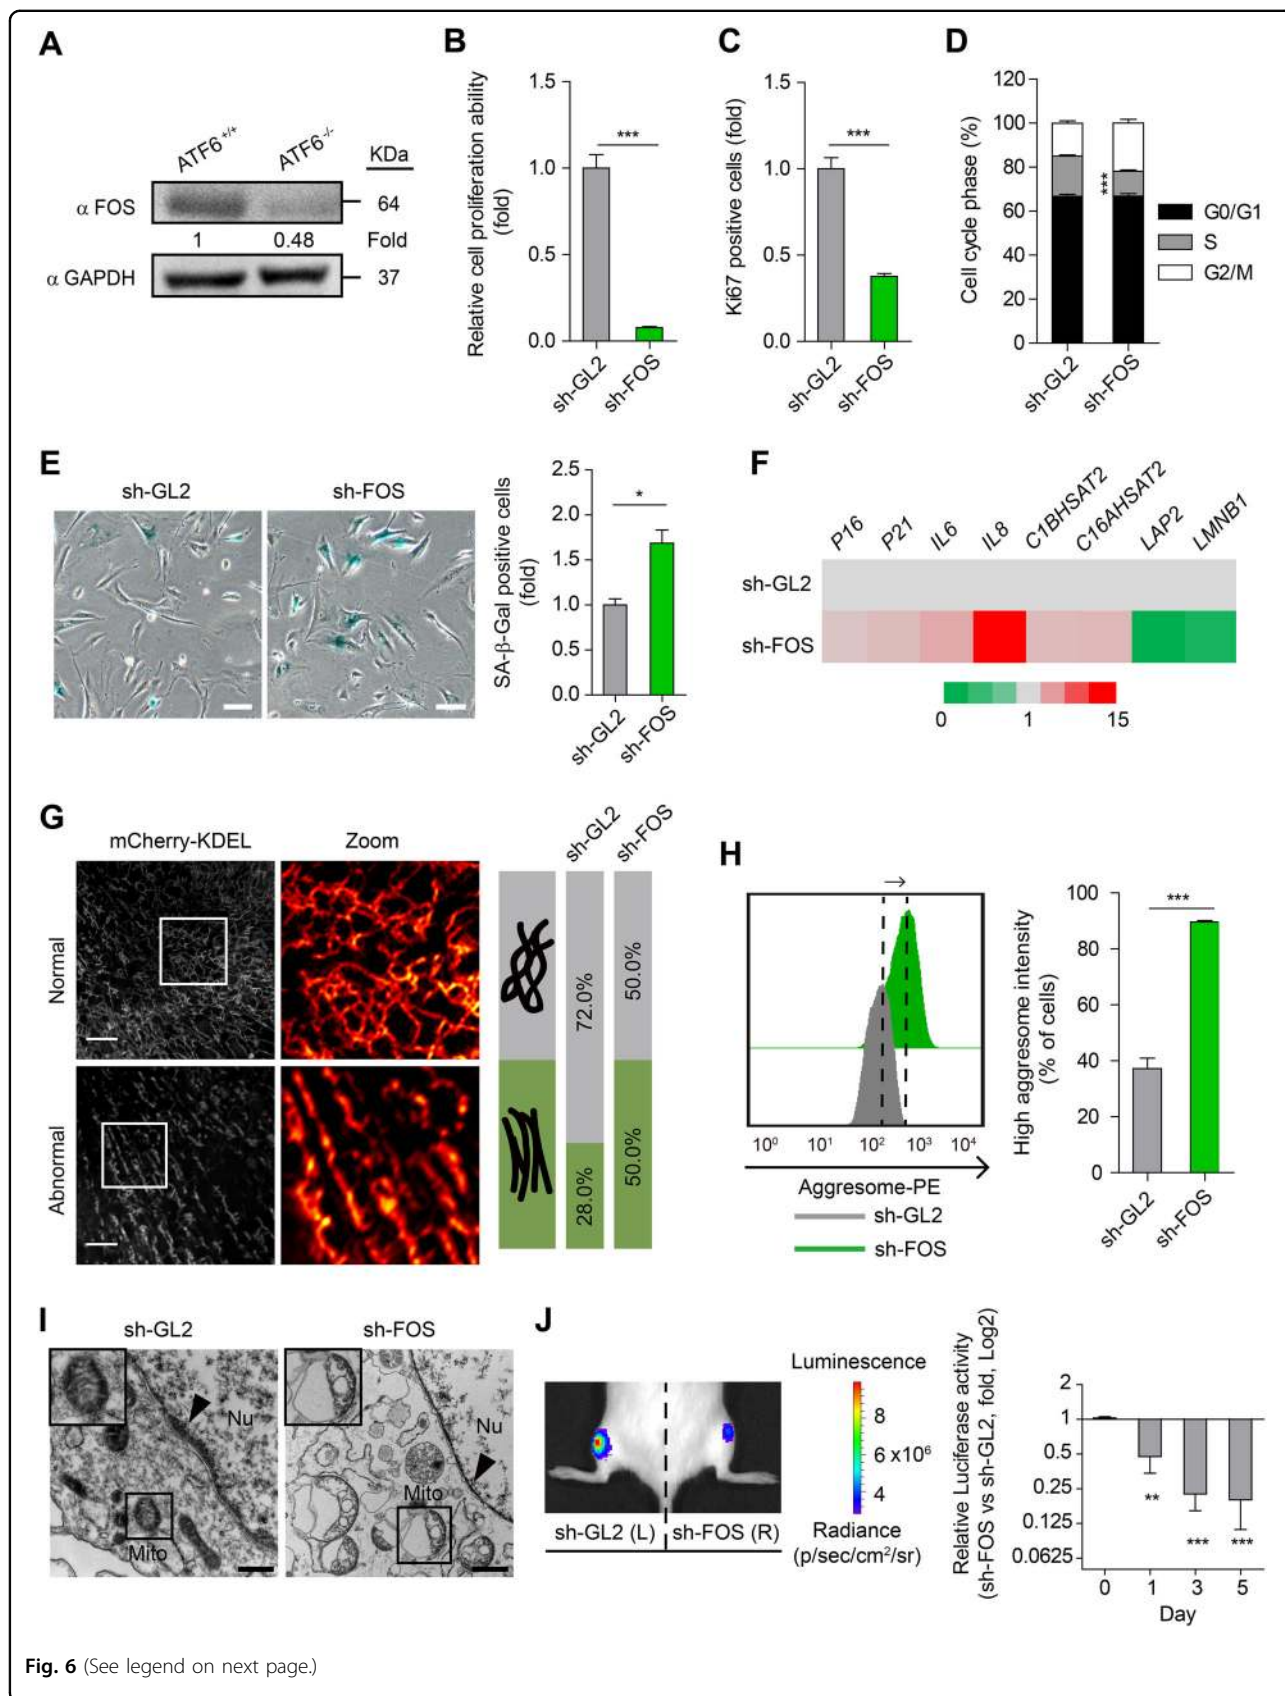 A
ATF6+/+
ATF6-/-
KDa
α FOS
64
1
0.48
Fold
α GAPDH
37
B
Relative cell proliferation ability
(fold)
1.5
1.0
0.5
0.0
***
sh-GL2
sh-FOS
C
Ki67 positive cells (fold)
1.5
1.0
0.5
0.0
***
sh-GL2
sh-FOS
D
Cell cycle phase (%)
120
100
80
60
40
20
0
***
sh-GL2
sh-FOS
G0/G1
S
G2/M
E
sh-GL2
sh-FOS
SA-β-Gal positive cells
(fold)
2.5
2.0
1.5
1.0
0.5
0.0
*
sh-GL2
sh-FOS
F
P16
P21
IL6
IL8
C1BHSAT2
C16AHSAT2
LAP2
LMNB1
sh-GL2
sh-FOS
0
1
15
G
mCherry-KDEL
Zoom
Normal
Abnormal
sh-GL2
sh-FOS
72.0%
50.0%
28.0%
50.0%
H
→
10⁰
10¹
10²
10³
10⁴
Aggresome-PE
sh-GL2
sh-FOS
High aggresome intensity
(% of cells)
100
80
60
40
20
0
***
sh-GL2
sh-FOS
I
sh-GL2
sh-FOS
Nu
Mito
Nu
Mito
J
sh-GL2 (L)
sh-FOS (R)
Luminescence
8
6 x10⁶
4
Radiance
(p/sec/cm²/sr)
Relative Luciferase activity
(sh-FOS vs sh-GL2, fold, Log2)
2
1
0.5
0.25
0.125
0.0625
**
***
***
0
1
3
5
Day
Fig. 6 (See legend on next page.)